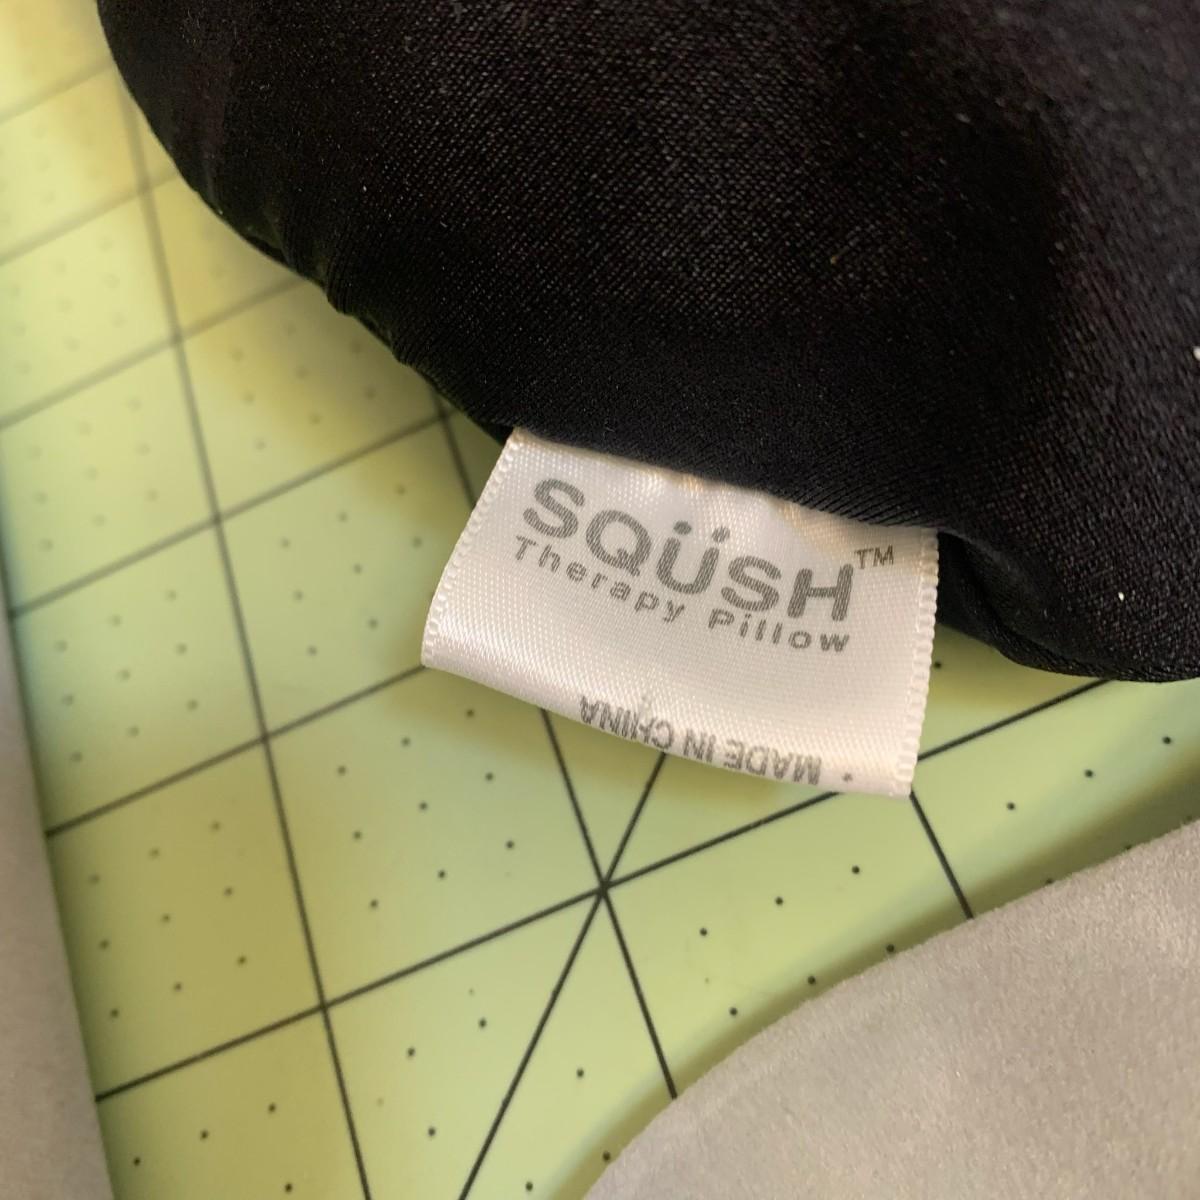 SQÜSH™
Therapy Pillow
• MADE IN CHINA